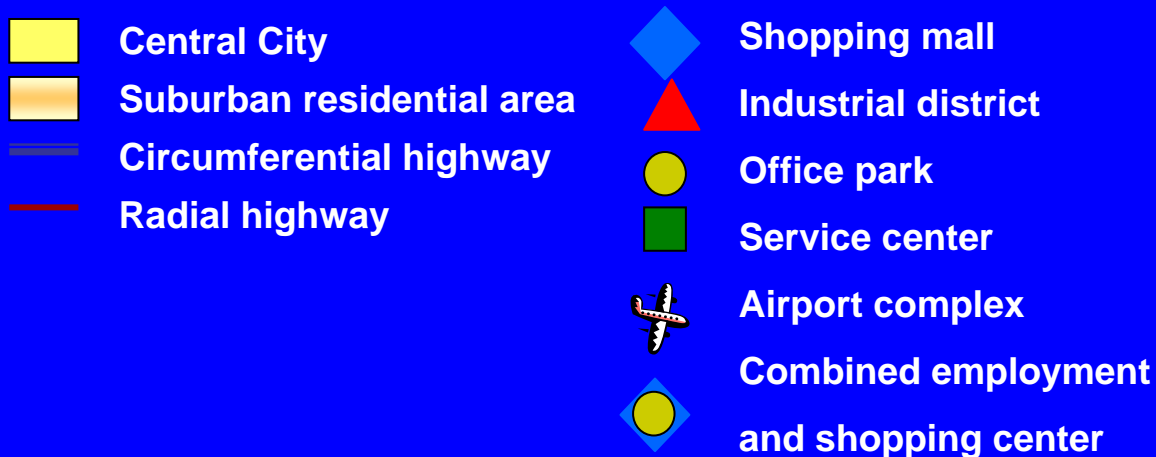 Central City
Suburban residential area
Circumferential highway
Radial highway
Shopping mall
Industrial district
Office park
Service center
Airport complex
Combined employment
and shopping center